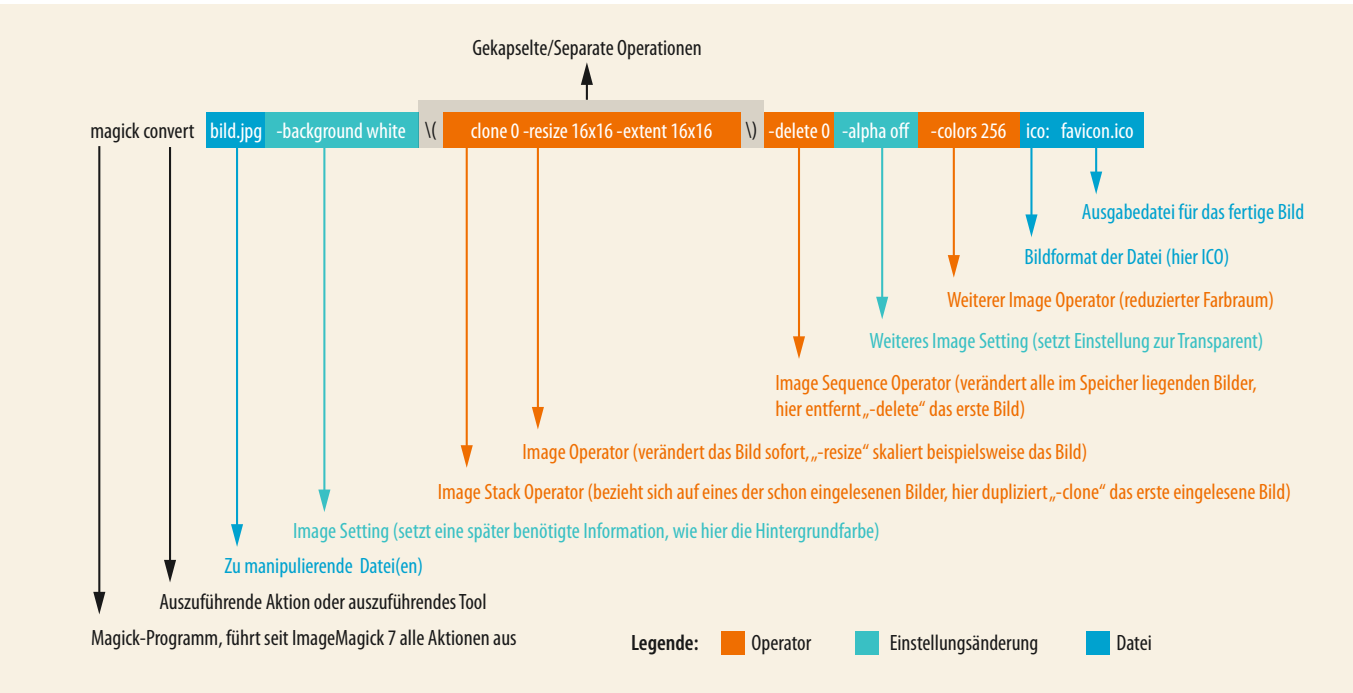 Gekapselte/Separate Operationen
magick convert bild.jpg -background white \( clone 0 -resize 16x16 -extent 16x16 \) -delete 0 -alpha off -colors 256 ico: favicon.ico
Ausgabedatei für das fertige Bild
Bildformat der Datei (hier ICO)
Weiterer Image Operator (reduzierter Farbraum)
Weiteres Image Setting (setzt Einstellung zur Transparent)
Image Sequence Operator (verändert alle im Speicher liegenden Bilder,
hier entfernt „-delete“ das erste Bild)
Image Operator (verändert das Bild sofort, „-resize“ skaliert beispielsweise das Bild)
Image Stack Operator (bezieht sich auf eines der schon eingelesenen Bilder, hier dupliziert „-clone“ das erste eingelesene Bild)
Image Setting (setzt eine später benötigte Information, wie hier die Hintergrundfarbe)
Zu manipulierende Datei(en)
Auszuführende Aktion oder auszuführendes Tool
Magick-Programm, führt seit ImageMagick 7 alle Aktionen aus
Legende: Operator Einstellungsänderung Datei